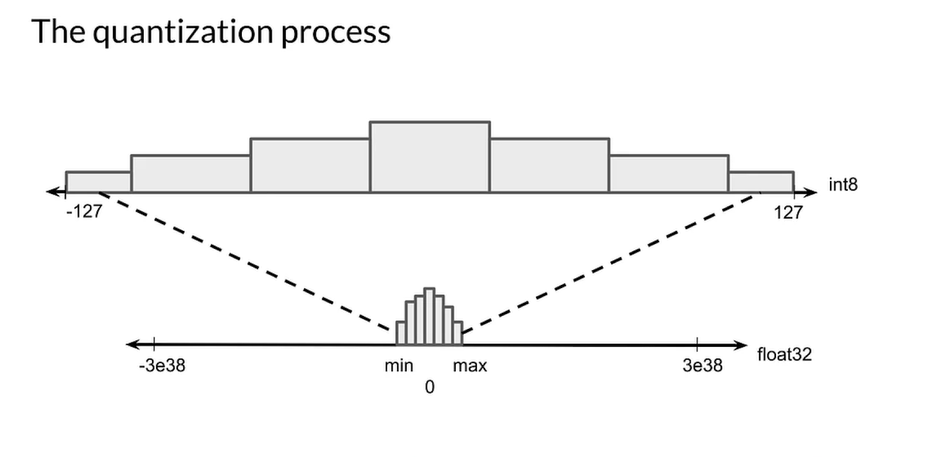 The quantization process
int8
-127
127
float32
-3e38
min
max
3e38
0